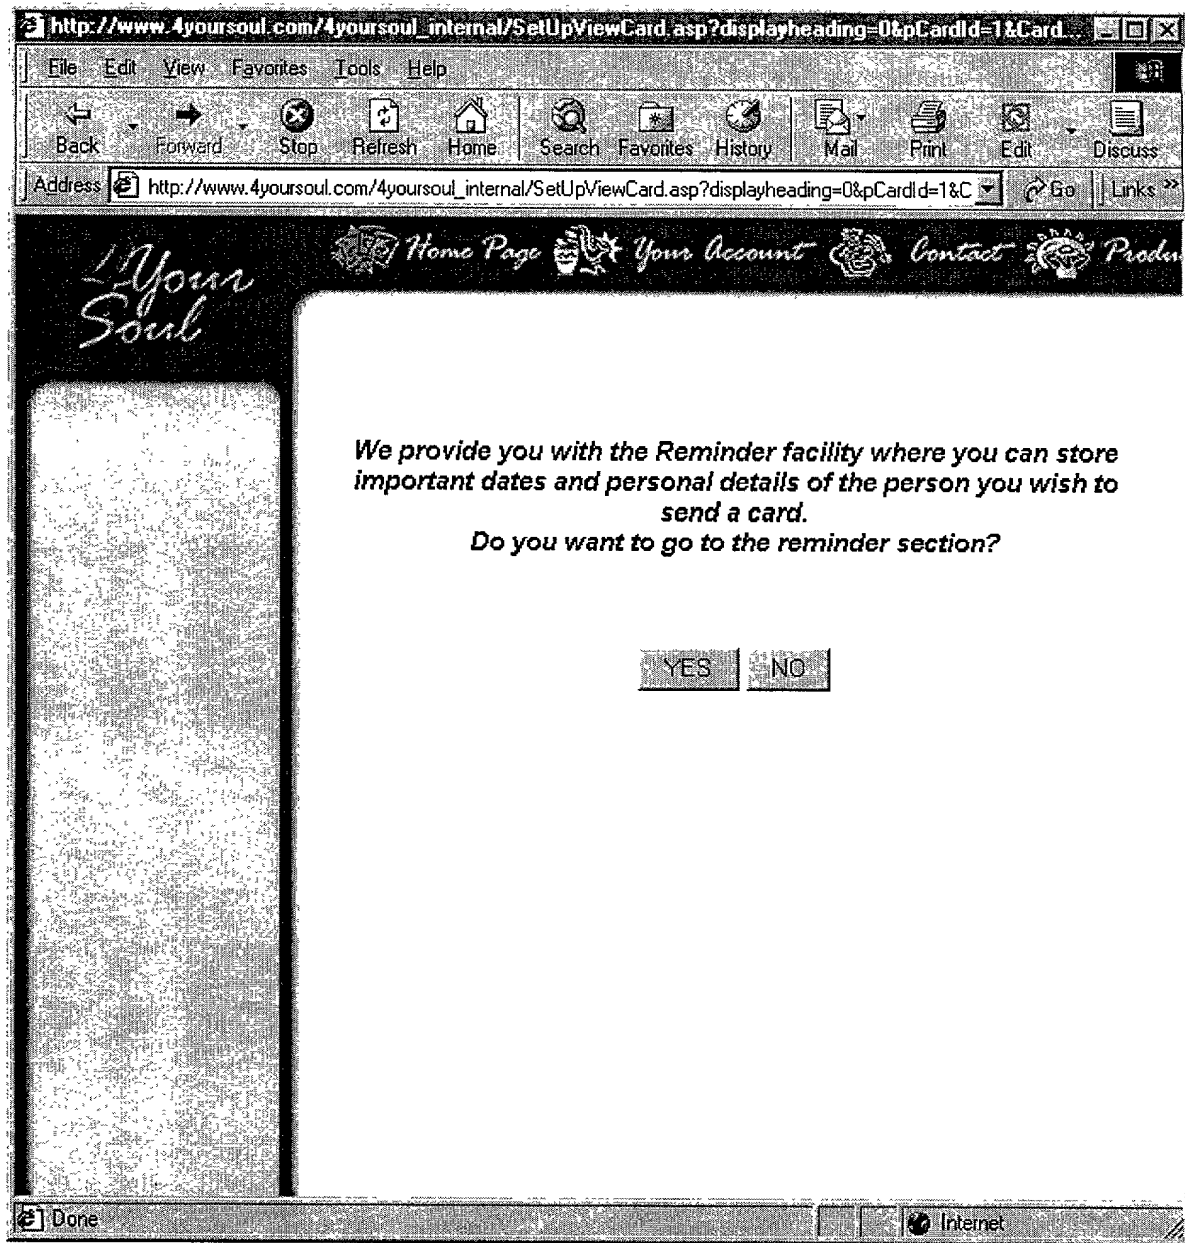 http://www.4yoursoul.com/4yoursoul_internal/SetUpViewCard.asp?displayheading=0&pCardId=1&Card...
File Edit View Favorites Tools Help
Back Forward Stop Refresh Home Search Favorites History Mail Print Edit Discuss
Address http://www.4yoursoul.com/4yoursoul_internal/SetUpViewCard.asp?displayheading=0&pCardId=1&C Go Links »
Home Page Your Account Contact Produ
4Your
Soul
We provide you with the Reminder facility where you can store
important dates and personal details of the person you wish to
send a card.
Do you want to go to the reminder section?
YES NO
Done Internet